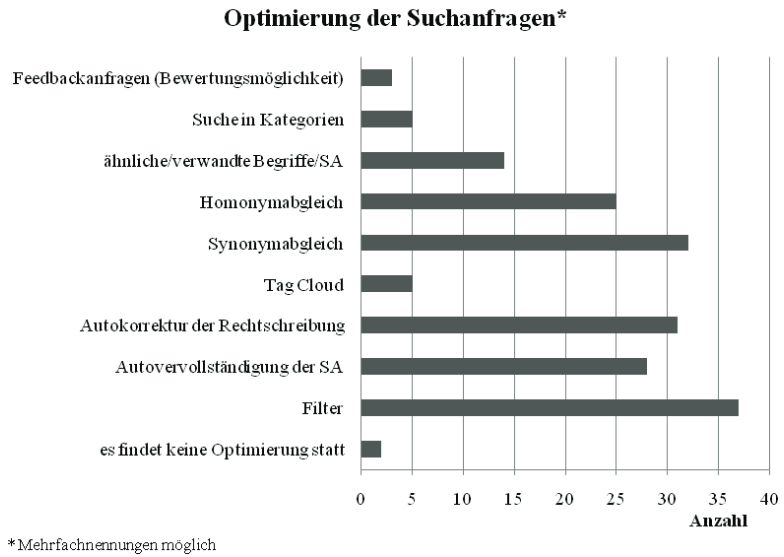 Optimierung der Suchanfragen*
Feedbackanfragen (Bewertungsmöglichkeit)
Suche in Kategorien
ähnliche/verwandte Begriffe/SA
Homonymabgleich
Synonymabgleich
Tag Cloud
Autokorrektur der Rechtschreibung
Autovervollständigung der SA
Filter
es findet keine Optimierung statt
0 5 10 15 20 25 30 35 40
Anzahl
*Mehrfachnennungen möglich